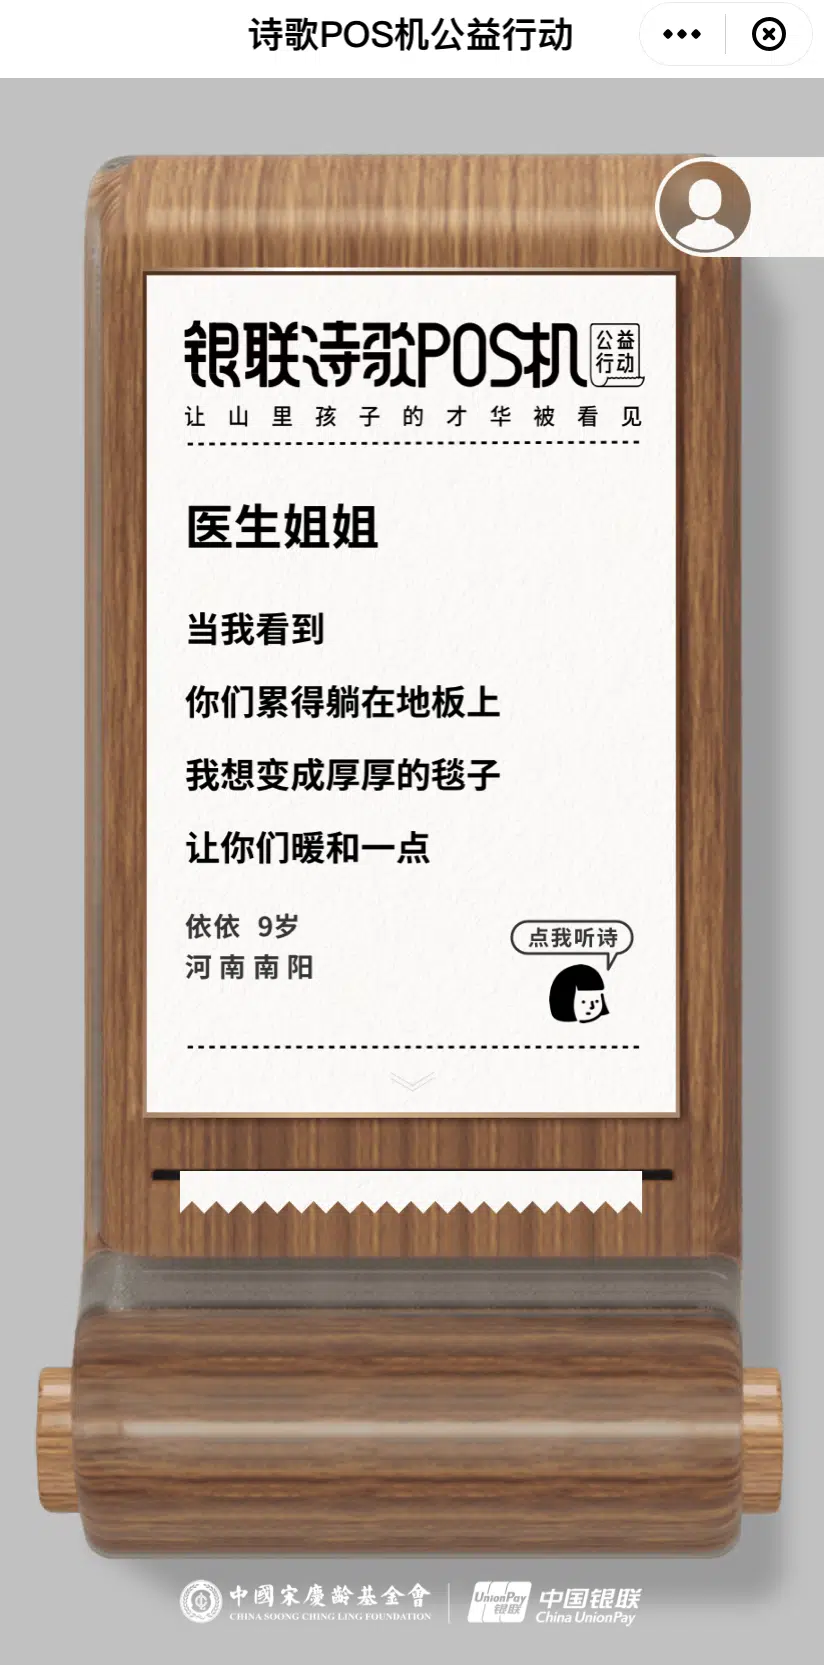 诗歌POS机公益行动
银联诗歌POS机 公益行动
让山里孩子的才华被看见
医生姐姐
当我看到
你们累得躺在地板上
我想变成厚厚的毯子
让你们暖和一点
依依 9岁
河南南阳
点我听诗
中國宋慶齡基金會
CHINA SOONG CHING LING FOUNDATION
UnionPay
银联
中国银联
China UnionPay